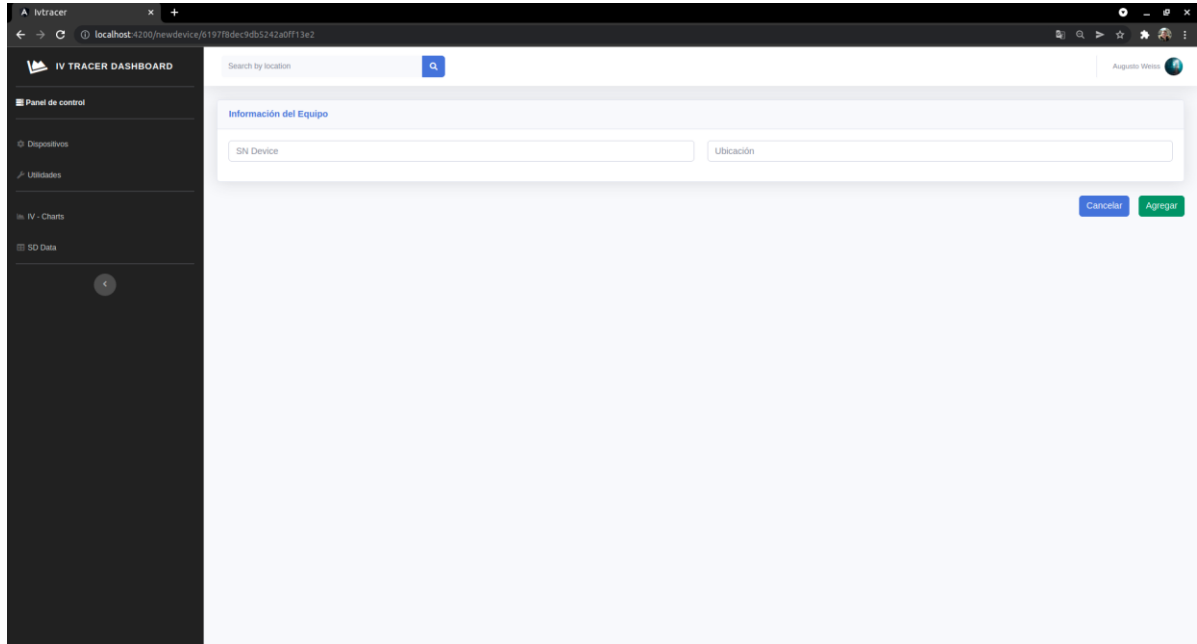 Ivtracer
localhost:4200/newdevice/6197f8dec9db5242a0ff13e2
IV TRACER DASHBOARD
Search by location
Augusto Weiss
Panel de control
Información del Equipo
Dispositivos
SN Device
Ubicación
Utilidades
Cancelar
Agregar
IV - Charts
SD Data